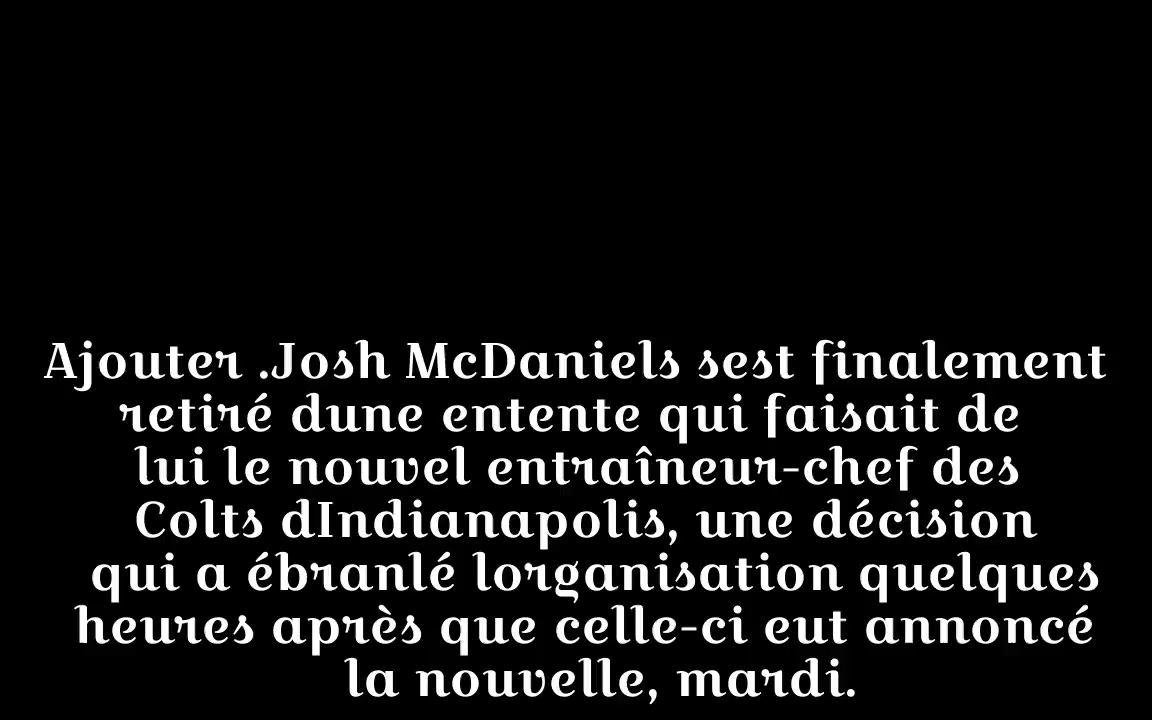 Ajouter .Josh McDaniels sest finalement
retiré dune entente qui faisait de
lui le nouvel entraîneur-chef des
Colts dIndianapolis, une décision
qui a ébranlé lorganisation quelques
heures après que celle-ci eut annoncé
la nouvelle, mardi.